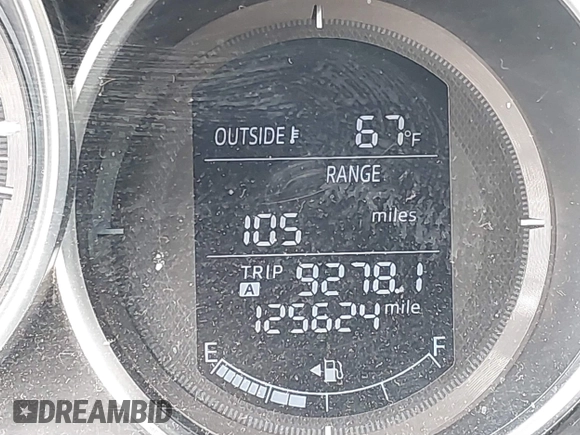 OUTSIDE 67°F
RANGE
105 miles
TRIP A 9278.1
125624 mile
E F
DREAMBID